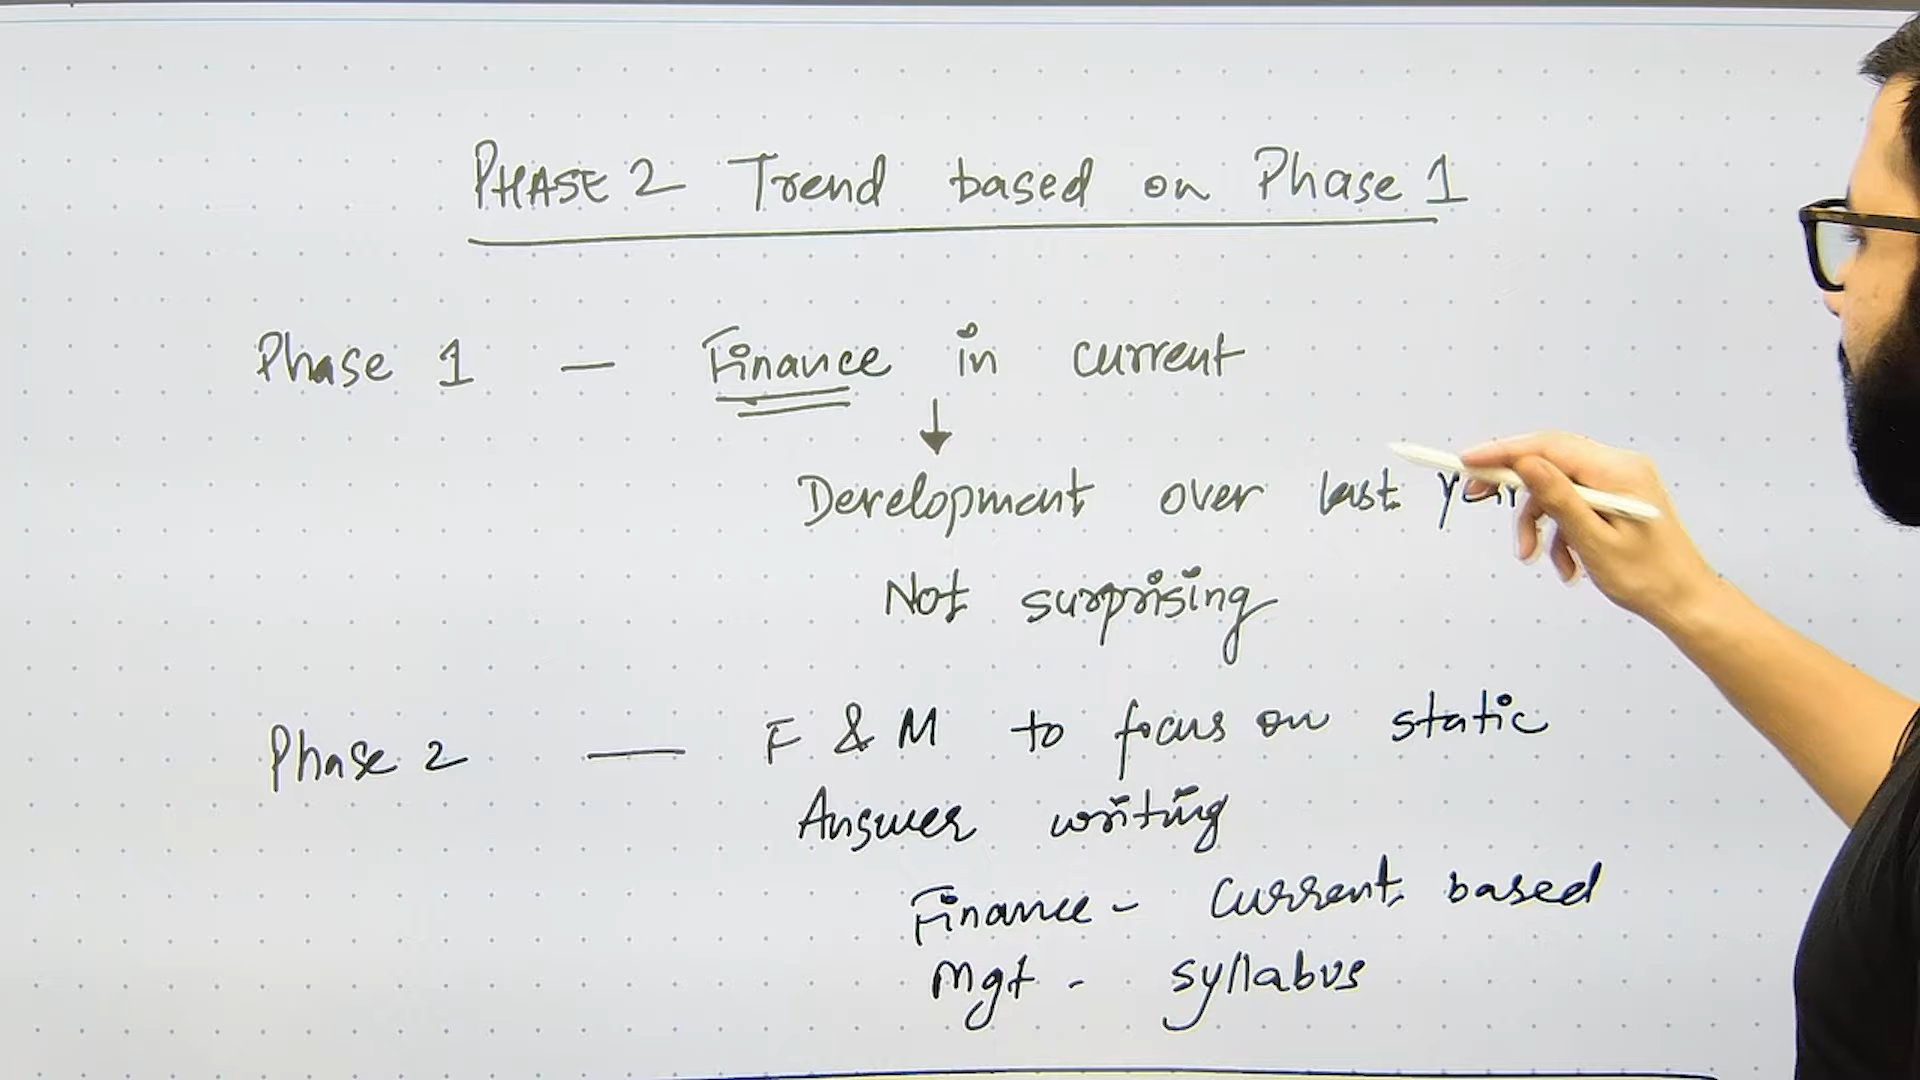 PHASE 2 Trend based on Phase 1
Phase 1 — Finance in current
Development over last year
Not surprising
Phase 2 — F & M to focus on static
Answer writing
Finance - Current based
Mgt - syllabus